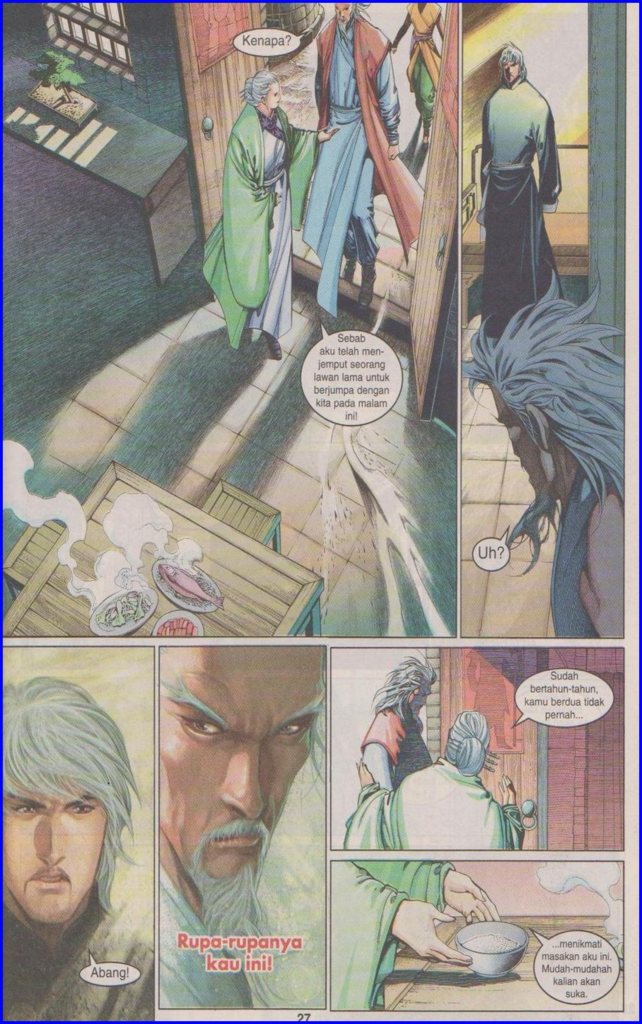 Kenapa?
Sebab
aku telah men-
jemput seorang
lawan lama untuk
berjumpa dengan
kita pada malam
ini!
Uh?
Abang!
Rupa-rupanya
kau ini!
Sudah
bertahun-tahun,
kamu berdua tidak
pernah...
...menikmati
masakan aku ini.
Mudah-mudahah
kalian akan
suka.
27